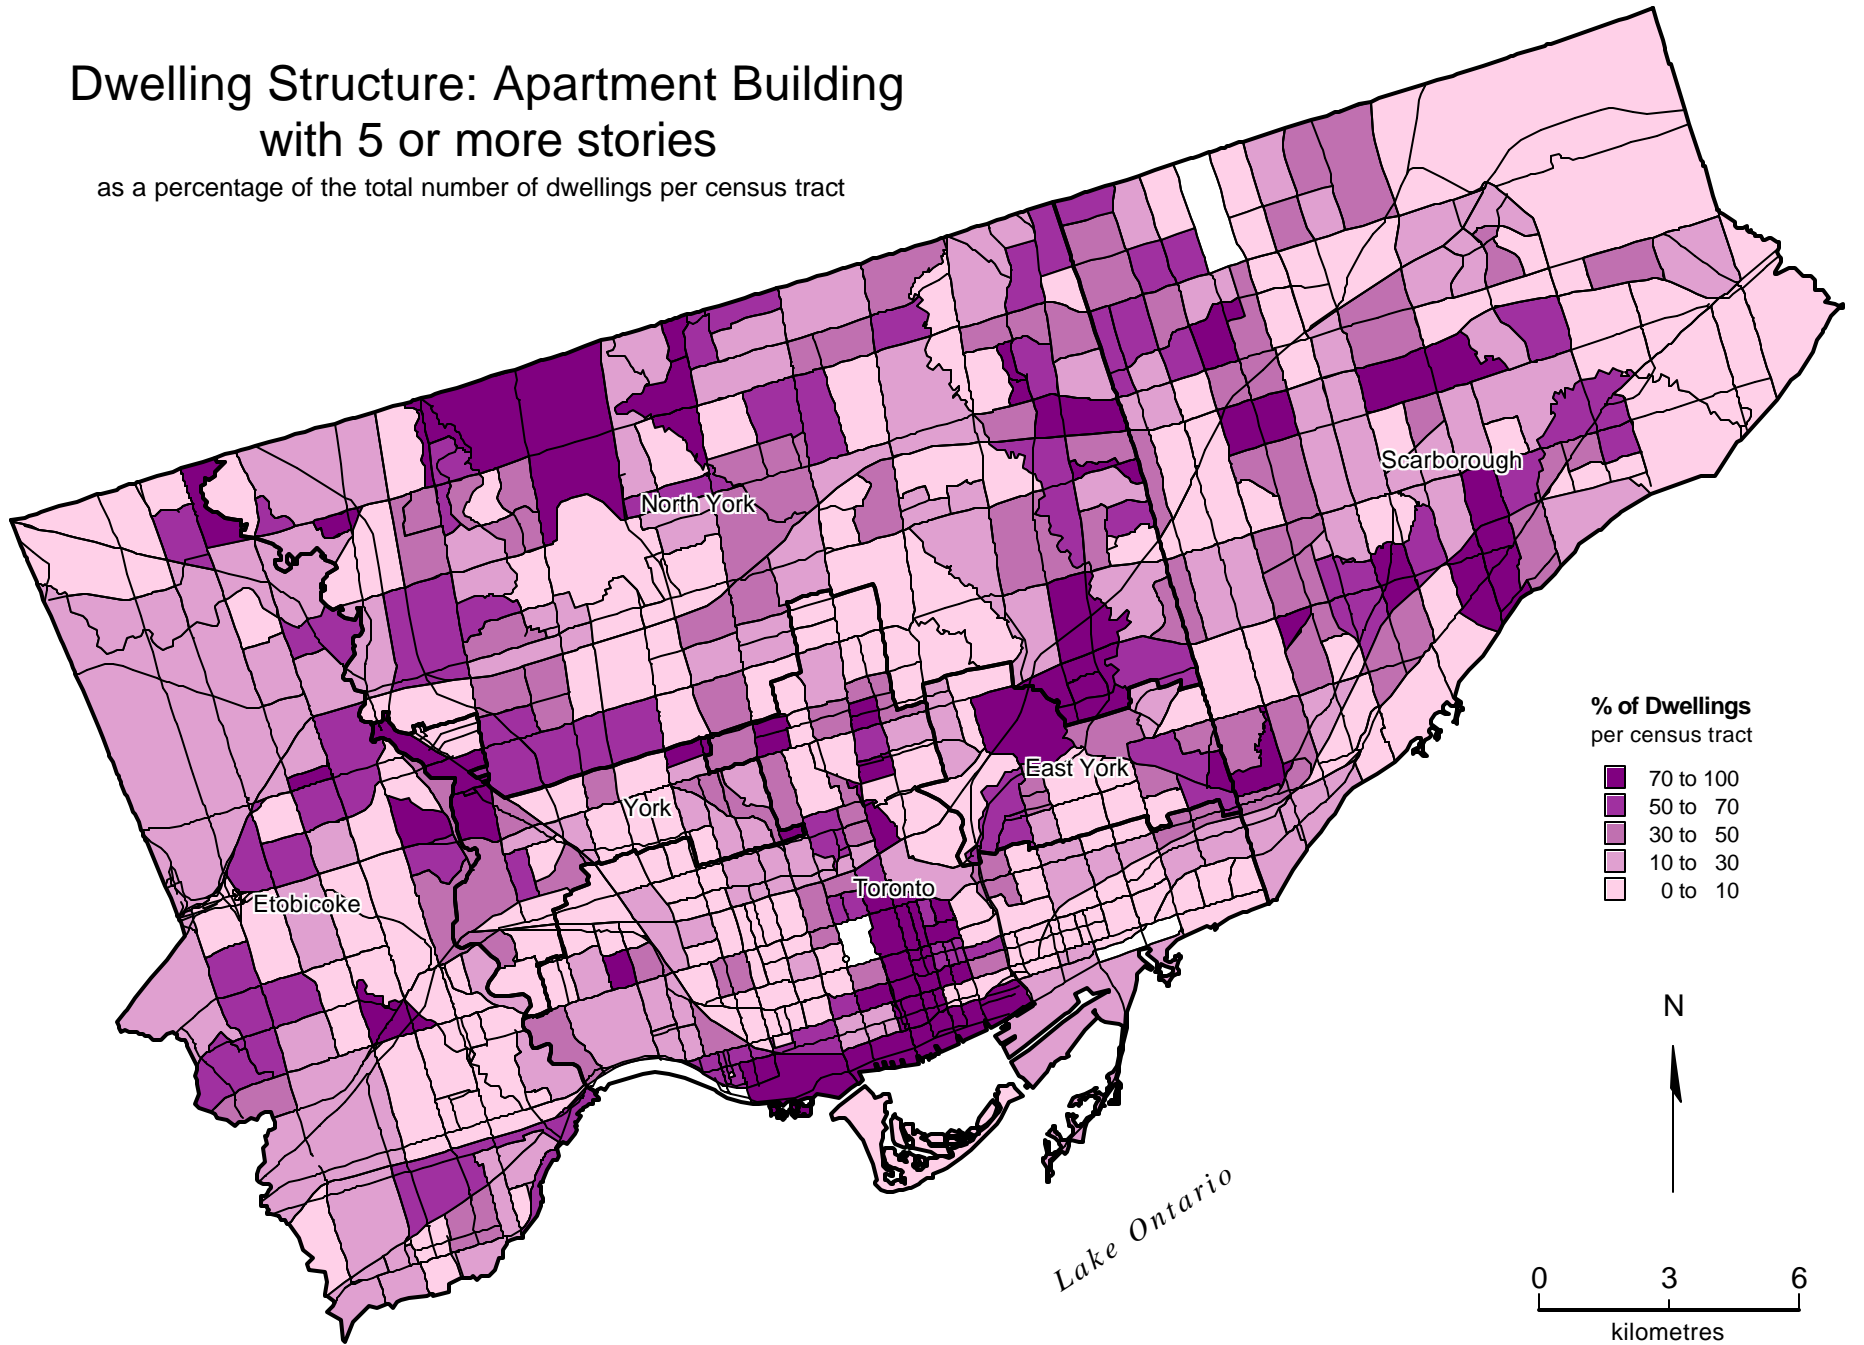 Dwelling Structure: Apartment Building
with 5 or more stories
as a percentage of the total number of dwellings per census tract
Scarborough
North York
East York
York
Toronto
Etobicoke
% of Dwellings
per census tract
70 to 100
50 to 70
30 to 50
10 to 30
0 to 10
N
Lake Ontario
0 3 6
kilometres